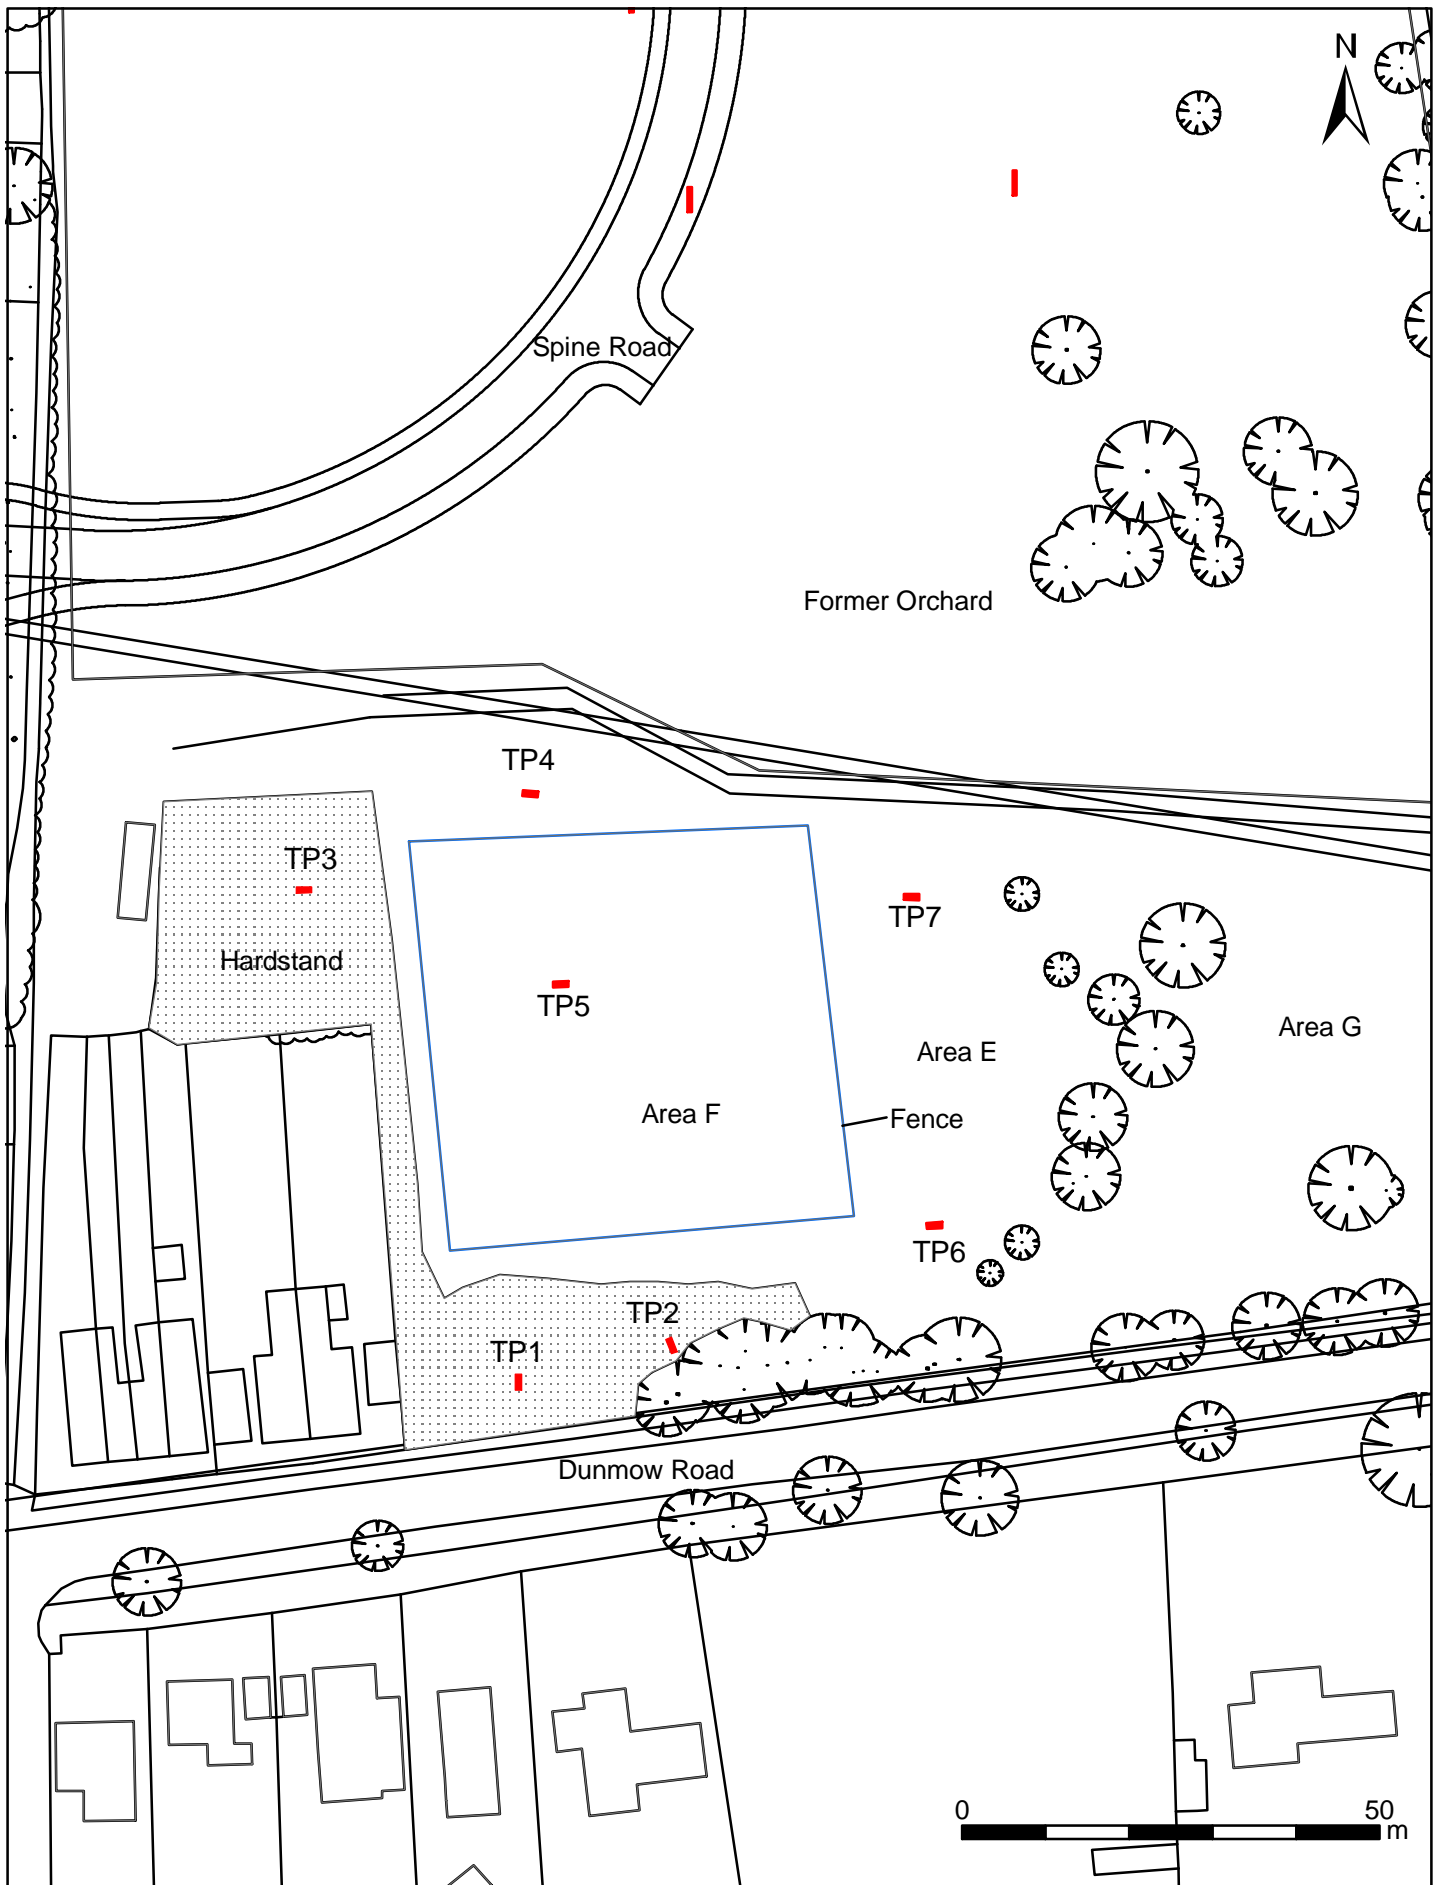 N
Spine Road
Former Orchard
TP4
TP3
TP7
Hardstand
TP5
Area G
Area E
Area F
Fence
TP6
TP2
TP1
Dunmow Road
0 50
m